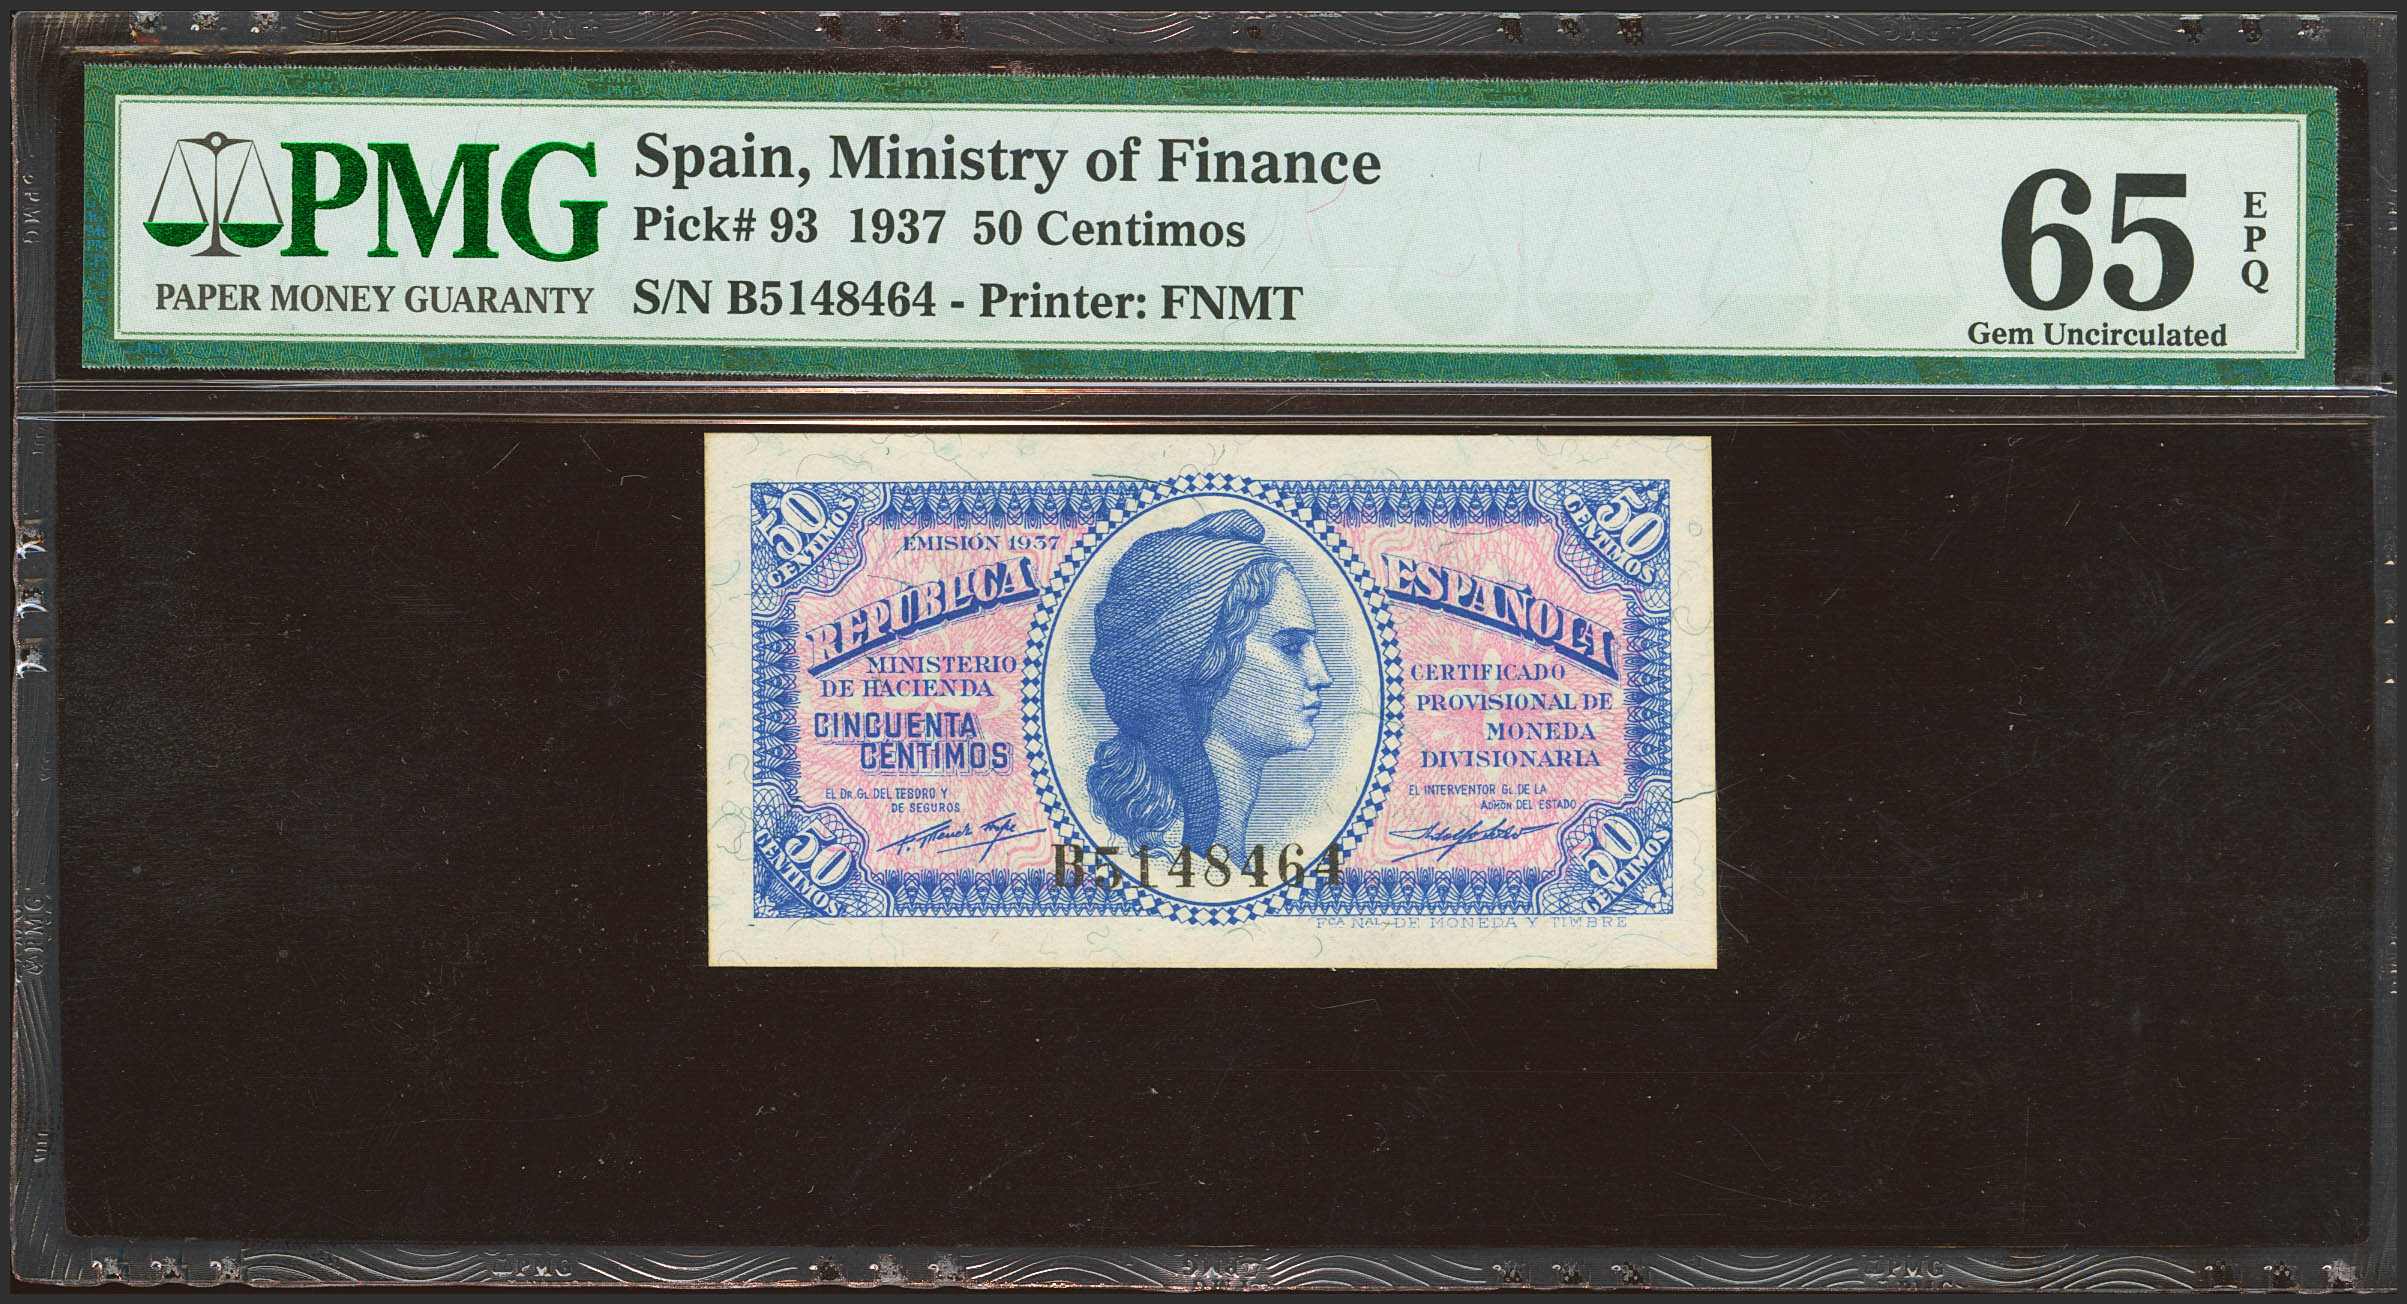 PMG
PAPER MONEY GUARANTY
Spain, Ministry of Finance
Pick# 93 1937 50 Centimos
S/N B5148464 - Printer: FNMT
65
EPQ
Gem Uncirculated
50 CENTIMOS
50 CENTIMOS
EMISIÓN 1937
REPUBLICA
ESPAÑOLA
MINISTERIO
DE HACIENDA
CINCUENTA
CENTIMOS
EL DR. GL. DEL TESORO Y
DE SEGUROS
CERTIFICADO
PROVISIONAL DE
MONEDA
DIVISIONARIA
EL INTERVENTOR GL. DE LA
ADMÓN DEL ESTADO
50 CENTIMOS
B5148464
50 CENTIMOS
FCA NAL DE MONEDA Y TIMBRE